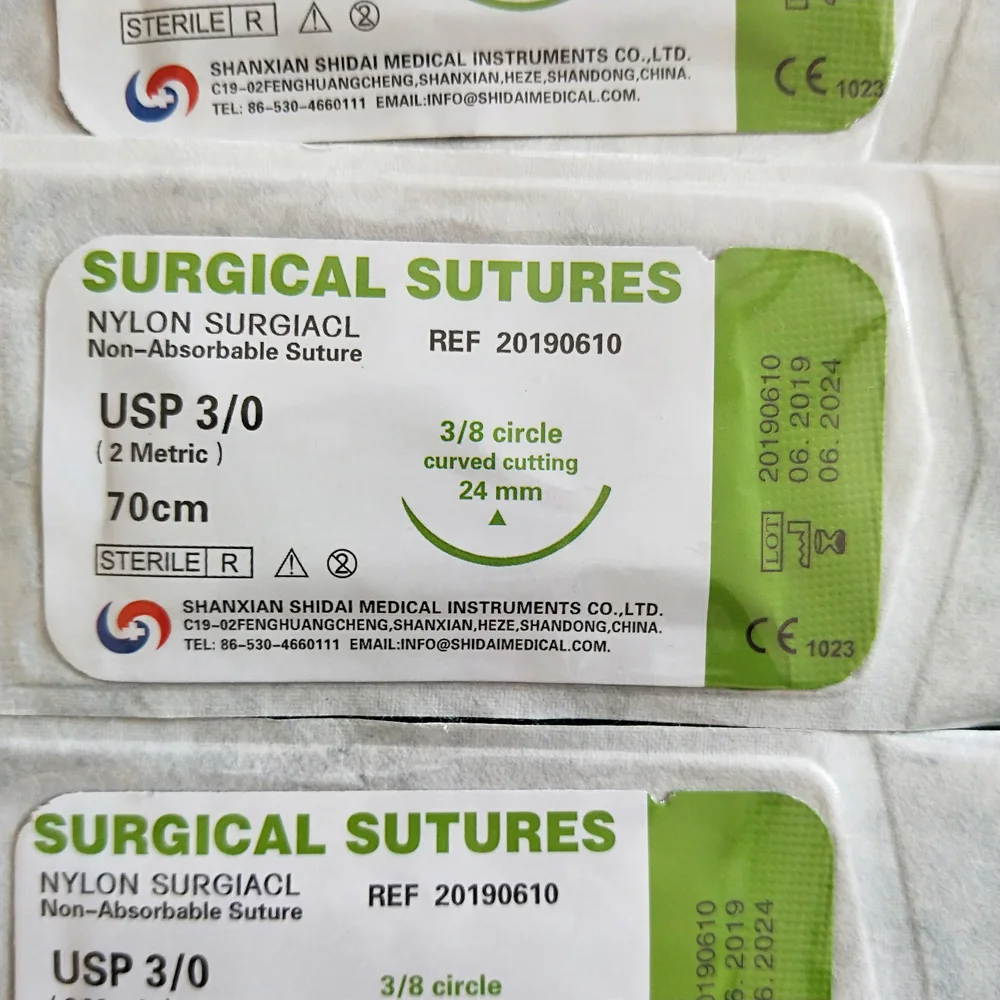 STERILE R
SHANXIAN SHIDAI MEDICAL INSTRUMENTS CO.,LTD.
C19-02FENGHUANGCHENG,SHANXIAN,HEZE,SHANDONG,CHINA.
TEL: 86-530-4660111 EMAIL:INFO@SHIDAIMEDICAL.COM.
CE 1023
SURGICAL SUTURES
NYLON SURGIACL
Non-Absorbable Suture
REF 20190610
USP 3/0
( 2 Metric )
70cm
3/8 circle
curved cutting
24 mm
STERILE R
2
SHANXIAN SHIDAI MEDICAL INSTRUMENTS CO.,LTD.
C19-02FENGHUANGCHENG,SHANXIAN,HEZE,SHANDONG,CHINA.
TEL: 86-530-4660111 EMAIL:INFO@SHIDAIMEDICAL.COM.
LOT 20190610
06. 2019
06. 2024
CE 1023
SURGICAL SUTURES
NYLON SURGIACL
Non-Absorbable Suture
REF 20190610
USP 3/0
3/8 circle